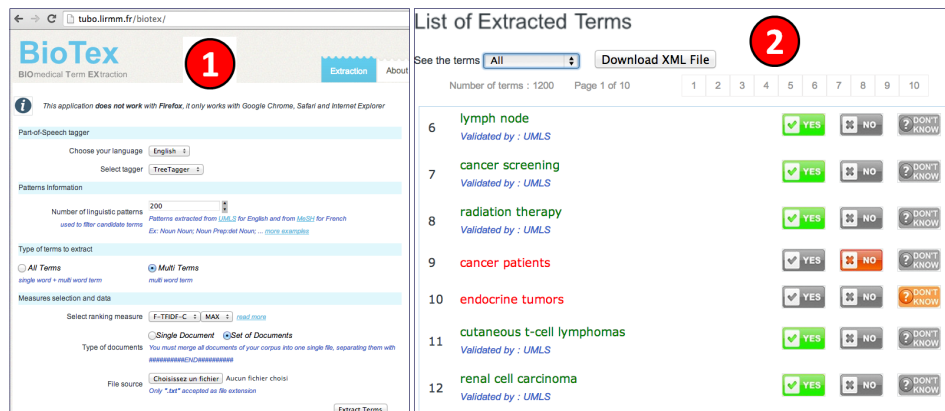 tubo.lirmm.fr/biotex/
BioTex
BIOmedical Term EXtraction
1
Extraction
About
This application does not work with Firefox, it only works with Google Chrome, Safari and Internet Explorer
Part-of-Speech tagger
Choose your language English
Select tagger TreeTagger
Patterns Information
Number of linguistic patterns 200
used to filter candidate terms
Patterns extracted from UMLS for English and from MeSH for French
Ex: Noun Noun; Noun Prep:det Noun; ... more examples
Type of terms to extract
All Terms Multi Terms
single word + multi word term multi word term
Measures selection and data
Select ranking measure F-TFIDF-C MAX read more
Single Document Set of Documents
Type of documents You must merge all documents of your corpus into one single file, separating them with
##########END##########
File source Choisissez un fichier Aucun fichier choisi
Only ".txt" accepted as file extension
Extract Terms
List of Extracted Terms
2
See the terms All Download XML File
Number of terms : 1200 Page 1 of 10 1 2 3 4 5 6 7 8 9 10
6 lymph node YES NO ? DON'T KNOW
Validated by : UMLS
7 cancer screening YES NO ? DON'T KNOW
Validated by : UMLS
8 radiation therapy YES NO ? DON'T KNOW
Validated by : UMLS
9 cancer patients YES NO ? DON'T KNOW
10 endocrine tumors YES NO ? DON'T KNOW
11 cutaneous t-cell lymphomas YES NO ? DON'T KNOW
Validated by : UMLS
12 renal cell carcinoma YES NO ? DON'T KNOW
Validated by : UMLS